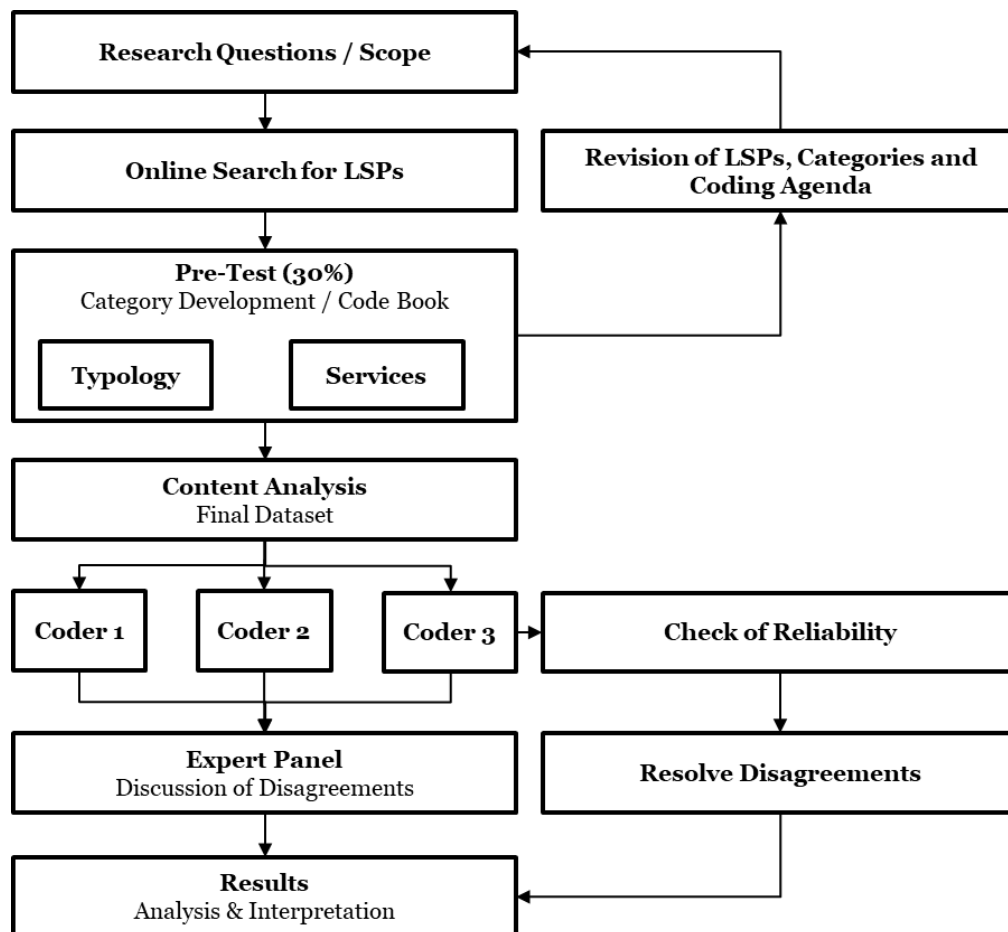 Research Questions / Scope
Online Search for LSPs
Revision of LSPs, Categories and
Coding Agenda
Pre-Test (30%)
Category Development / Code Book
Typology
Services
Content Analysis
Final Dataset
Coder 1
Coder 2
Coder 3
Check of Reliability
Expert Panel
Discussion of Disagreements
Resolve Disagreements
Results
Analysis & Interpretation